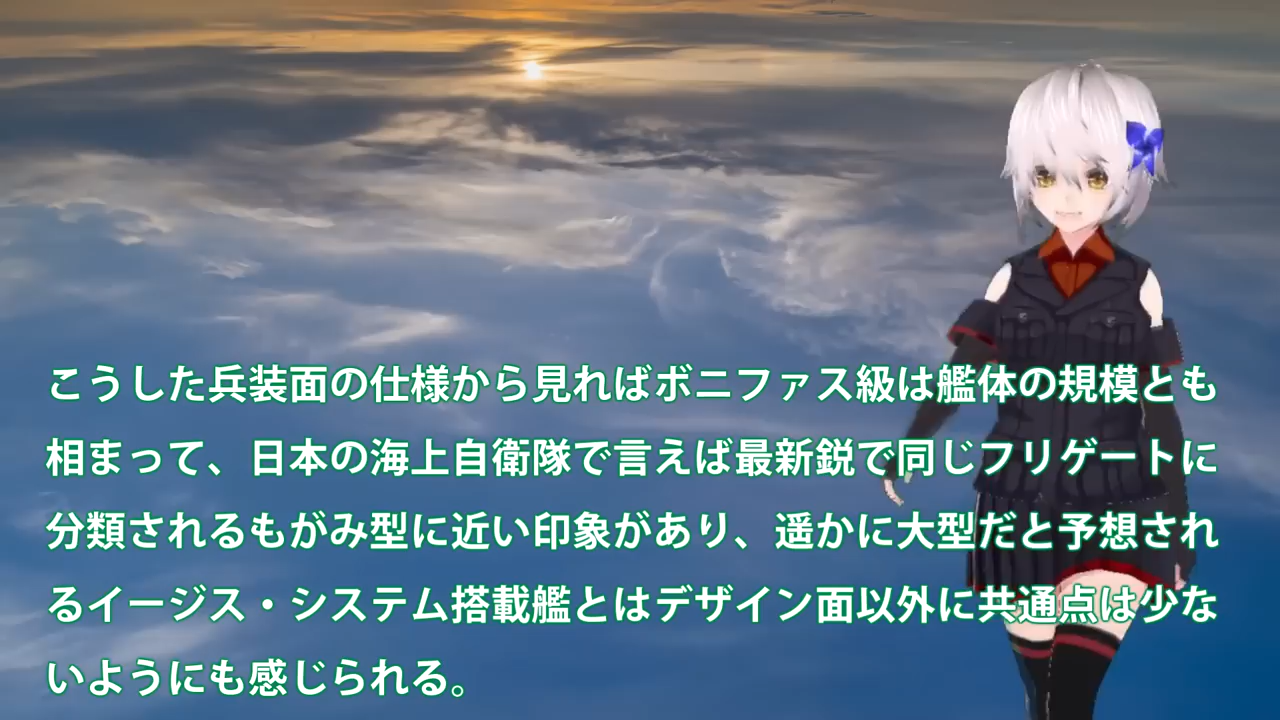 こうした兵装面の仕様から見ればボニファス級は艦体の規模とも
相まって、日本の海上自衛隊で言えば最新鋭で同じフリゲートに
分類されるもがみ型に近い印象があり、遥かに大型だと予想され
るイージス・システム搭載艦とはデザイン面以外に共通点は少な
いようにも感じられる。